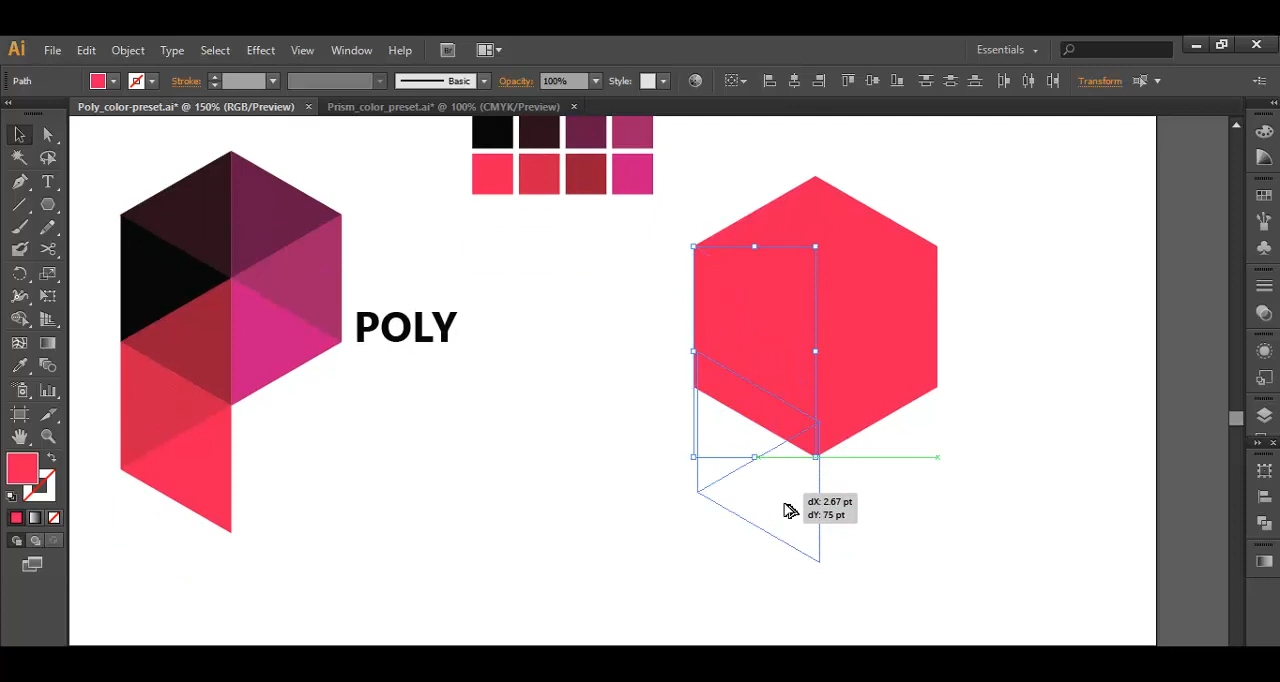 Ai File Edit Object Type Select Effect View Window Help Br Essentials
Path Stroke: Basic Opacity: 100% Style: Transform
Poly_color-preset.ai* @ 150% (RGB/Preview) × Prism_color_preset.ai* @ 100% (CMYK/Preview) ×
POLY
dX: 2.67 pt
dY: 75 pt